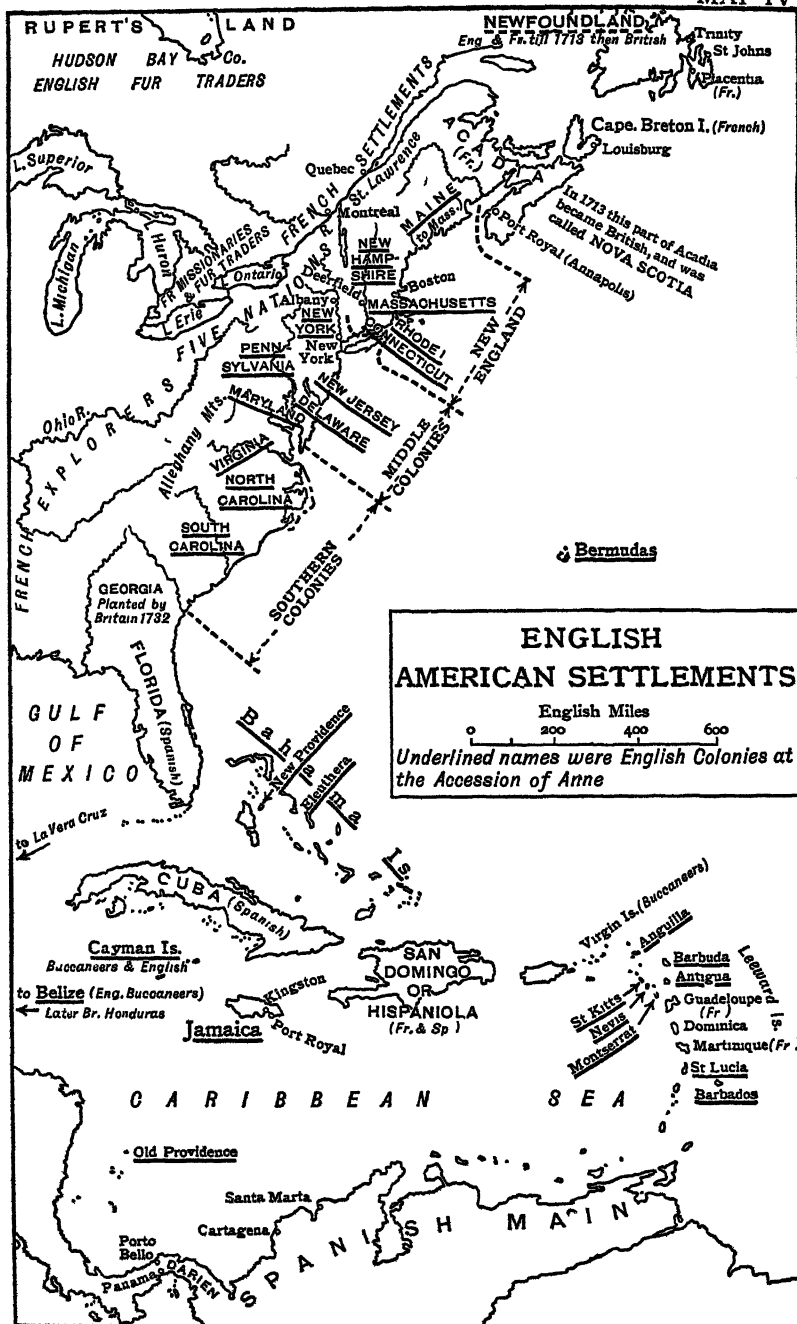 MAP IV
RUPERT'S LAND
HUDSON BAY Co.
ENGLISH FUR TRADERS
NEWFOUNDLAND
Eng & Fr. till 1713 then British
Trinity
St Johns
Placentia
(Fr.)
Cape. Breton I. (French)
Louisburg
ACADIA
(Fr.)
In 1713 this part of Acadia
became British, and was
called NOVA SCOTIA
Port Royal (Annapolis)
FRENCH SETTLEMENTS
Quebec
R. St. Lawrence
Montréal
MAINE
(to Mass.)
L. Superior
L. Michigan
L. Huron
FR MISSIONARIES
& FUR TRADERS
L. Ontario
L. Erie
FIVE NATIONS
NEW
HAMP-
SHIRE
Deerfield
Boston
Albany
MASSACHUSETTS
NEW
YORK
New
York
RHODE I
CONNECTICUT
NEW
ENGLAND
PENN
SYLVANIA
NEW JERSEY
MARYLAND
DELAWARE
MIDDLE
COLONIES
Ohio R.
FRENCH EXPLORERS
Alleghany Mts.
VIRGINIA
NORTH
CAROLINA
SOUTH
CAROLINA
SOUTHERN
COLONIES
Bermudas
GEORGIA
Planted by
Britain 1732
FLORIDA (Spanish)
ENGLISH
AMERICAN SETTLEMENTS
English Miles
0 200 400 600
Underlined names were English Colonies at
the Accession of Anne
GULF
OF
MEXICO
to La Vera Cruz
Bahama Is.
New Providence
Eleuthera
CUBA (Spanish)
Cayman Is.
Buccaneers & English
to Belize (Eng. Buccaneers)
Later Br. Honduras
Kingston
Jamaica
Port Royal
SAN
DOMINGO
OR
HISPANIOLA
(Fr. & Sp)
Virgin Is. (Buccaneers)
Anguilla
Barbuda
Antigua
Leeward Is.
St Kitts
Nevis
Montserrat
Guadeloupe
(Fr)
Dominica
Martinique (Fr
St Lucia
Barbados
CARIBBEAN SEA
Old Providence
Santa Marta
Cartagena
Porto
Bello
Panama
DARIEN
SPANISH MAIN